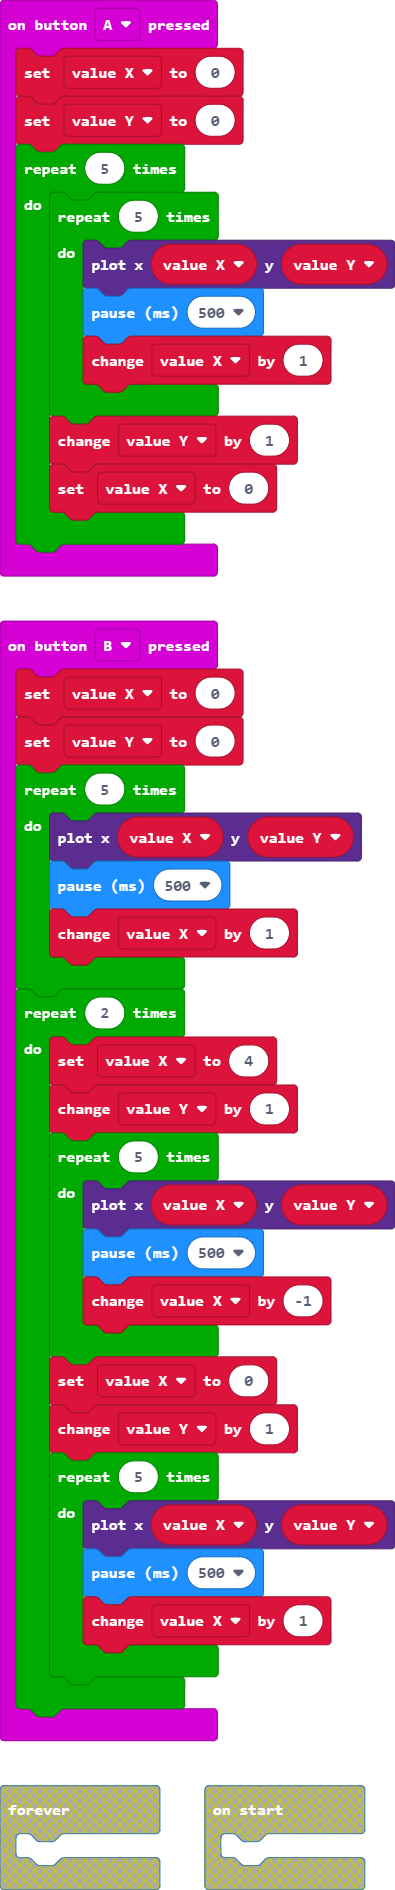 on button A pressed
set value X to 0
set value Y to 0
repeat 5 times
do
repeat 5 times
do
plot x value X y value Y
pause (ms) 500
change value X by 1
change value Y by 1
set value X to 0
on button B pressed
set value X to 0
set value Y to 0
repeat 5 times
do
plot x value X y value Y
pause (ms) 500
change value X by 1
repeat 2 times
do
set value X to 4
change value Y by 1
repeat 5 times
do
plot x value X y value Y
pause (ms) 500
change value X by -1
set value X to 0
change value Y by 1
repeat 5 times
do
plot x value X y value Y
pause (ms) 500
change value X by 1
forever
on start